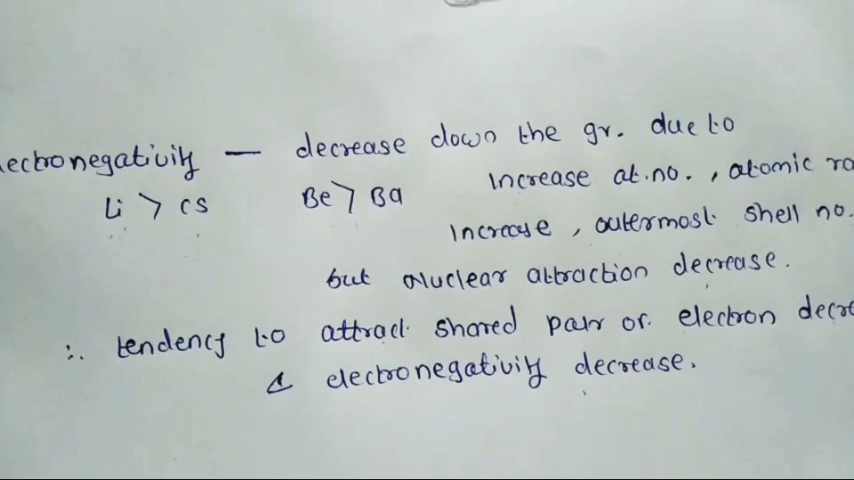 ectronegativity — decrease down the gr. due to
Li > Cs Be > Ba Increase at.no., atomic ra
Increase, outermost shell no.
but Nuclear attraction decrease.
∴ tendency to attract shared pair or electron decre
& electronegativity decrease.